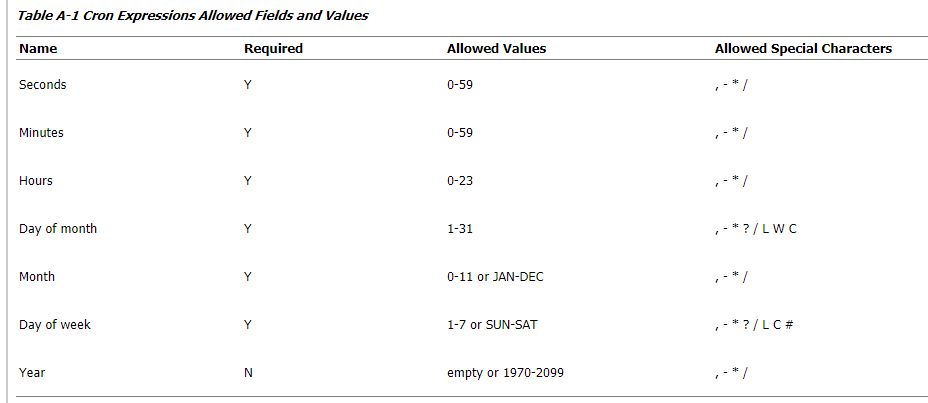 Table A-1 Cron Expressions Allowed Fields and Values
Name Required Allowed Values Allowed Special Characters
Seconds Y 0-59 , - * /
Minutes Y 0-59 , - * /
Hours Y 0-23 , - * /
Day of month Y 1-31 , - * ? / L W C
Month Y 0-11 or JAN-DEC , - * /
Day of week Y 1-7 or SUN-SAT , - * ? / L C #
Year N empty or 1970-2099 , - * /